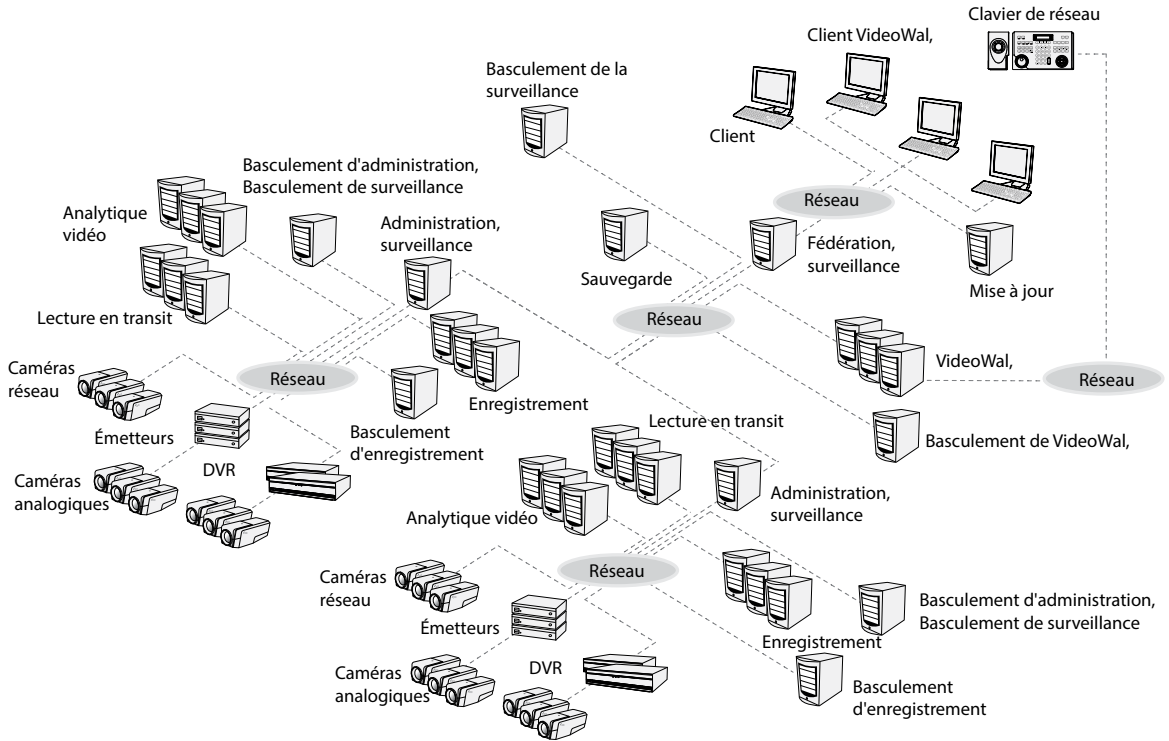 Clavier de réseau
Client VideoWal,
Basculement de la
surveillance
Client
Basculement d'administration,
Basculement de surveillance
Réseau
Analytique
vidéo
Administration,
surveillance
Fédération,
surveillance
Sauvegarde
Mise à jour
Lecture en transit
Réseau
Caméras
réseau
Réseau
VideoWal,
Réseau
Enregistrement
Émetteurs
Basculement
d'enregistrement
Lecture en transit
Basculement de VideoWal,
DVR
Caméras
analogiques
Administration,
surveillance
Analytique vidéo
Réseau
Caméras
réseau
Basculement d'administration,
Basculement de surveillance
Émetteurs
Enregistrement
DVR
Caméras
analogiques
Basculement
d'enregistrement